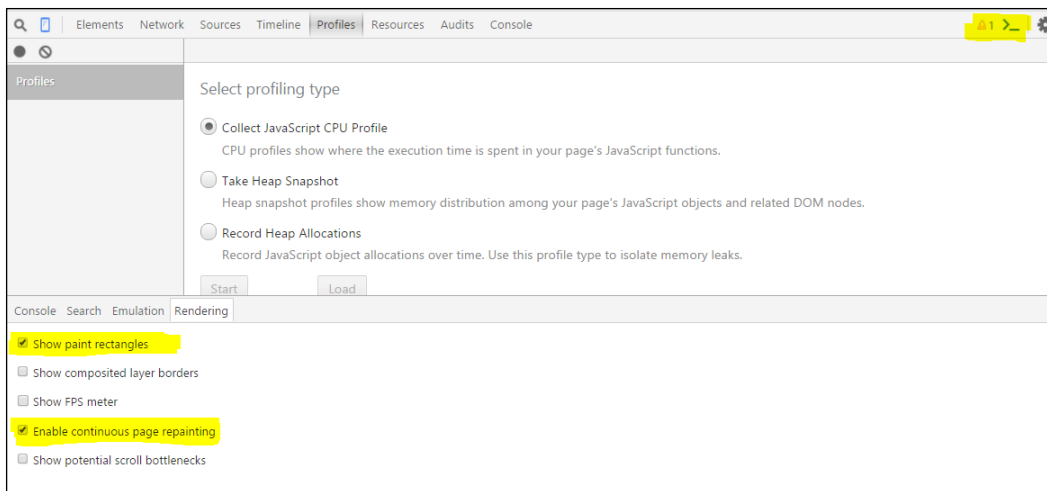 Elements Network Sources Timeline Profiles Resources Audits Console 1
Profiles
Select profiling type
Collect JavaScript CPU Profile
CPU profiles show where the execution time is spent in your page's JavaScript functions.
Take Heap Snapshot
Heap snapshot profiles show memory distribution among your page's JavaScript objects and related DOM nodes.
Record Heap Allocations
Record JavaScript object allocations over time. Use this profile type to isolate memory leaks.
Start Load
Console Search Emulation Rendering
Show paint rectangles
Show composited layer borders
Show FPS meter
Enable continuous page repainting
Show potential scroll bottlenecks